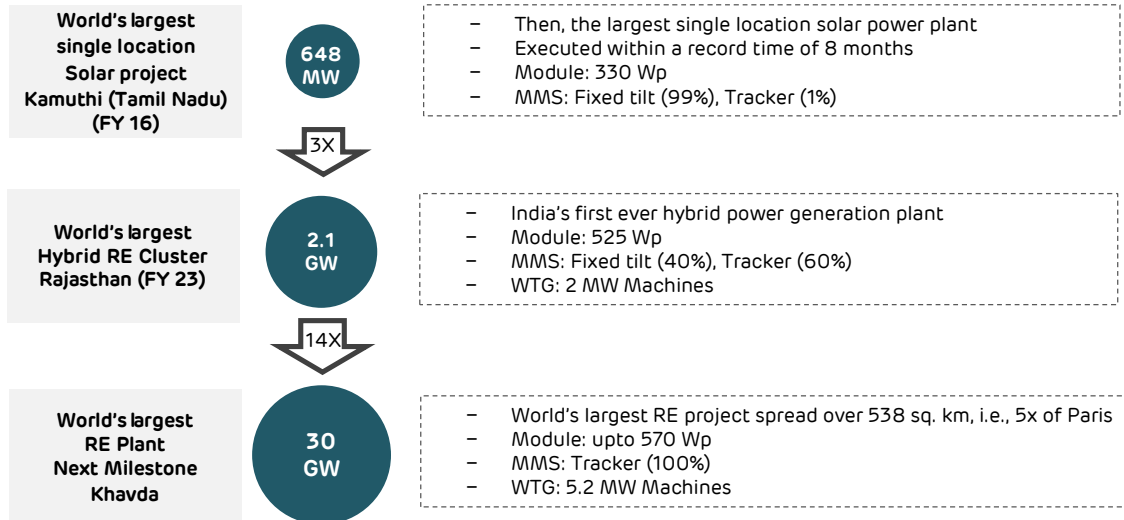 World's largest
single location
Solar project
Kamuthi (Tamil Nadu)
(FY 16)
648
MW
– Then, the largest single location solar power plant
– Executed within a record time of 8 months
– Module: 330 Wp
– MMS: Fixed tilt (99%), Tracker (1%)
3X
World's largest
Hybrid RE Cluster
Rajasthan (FY 23)
2.1
GW
– India's first ever hybrid power generation plant
– Module: 525 Wp
– MMS: Fixed tilt (40%), Tracker (60%)
– WTG: 2 MW Machines
14X
World's largest
RE Plant
Next Milestone
Khavda
30
GW
– World's largest RE project spread over 538 sq. km, i.e., 5x of Paris
– Module: upto 570 Wp
– MMS: Tracker (100%)
– WTG: 5.2 MW Machines